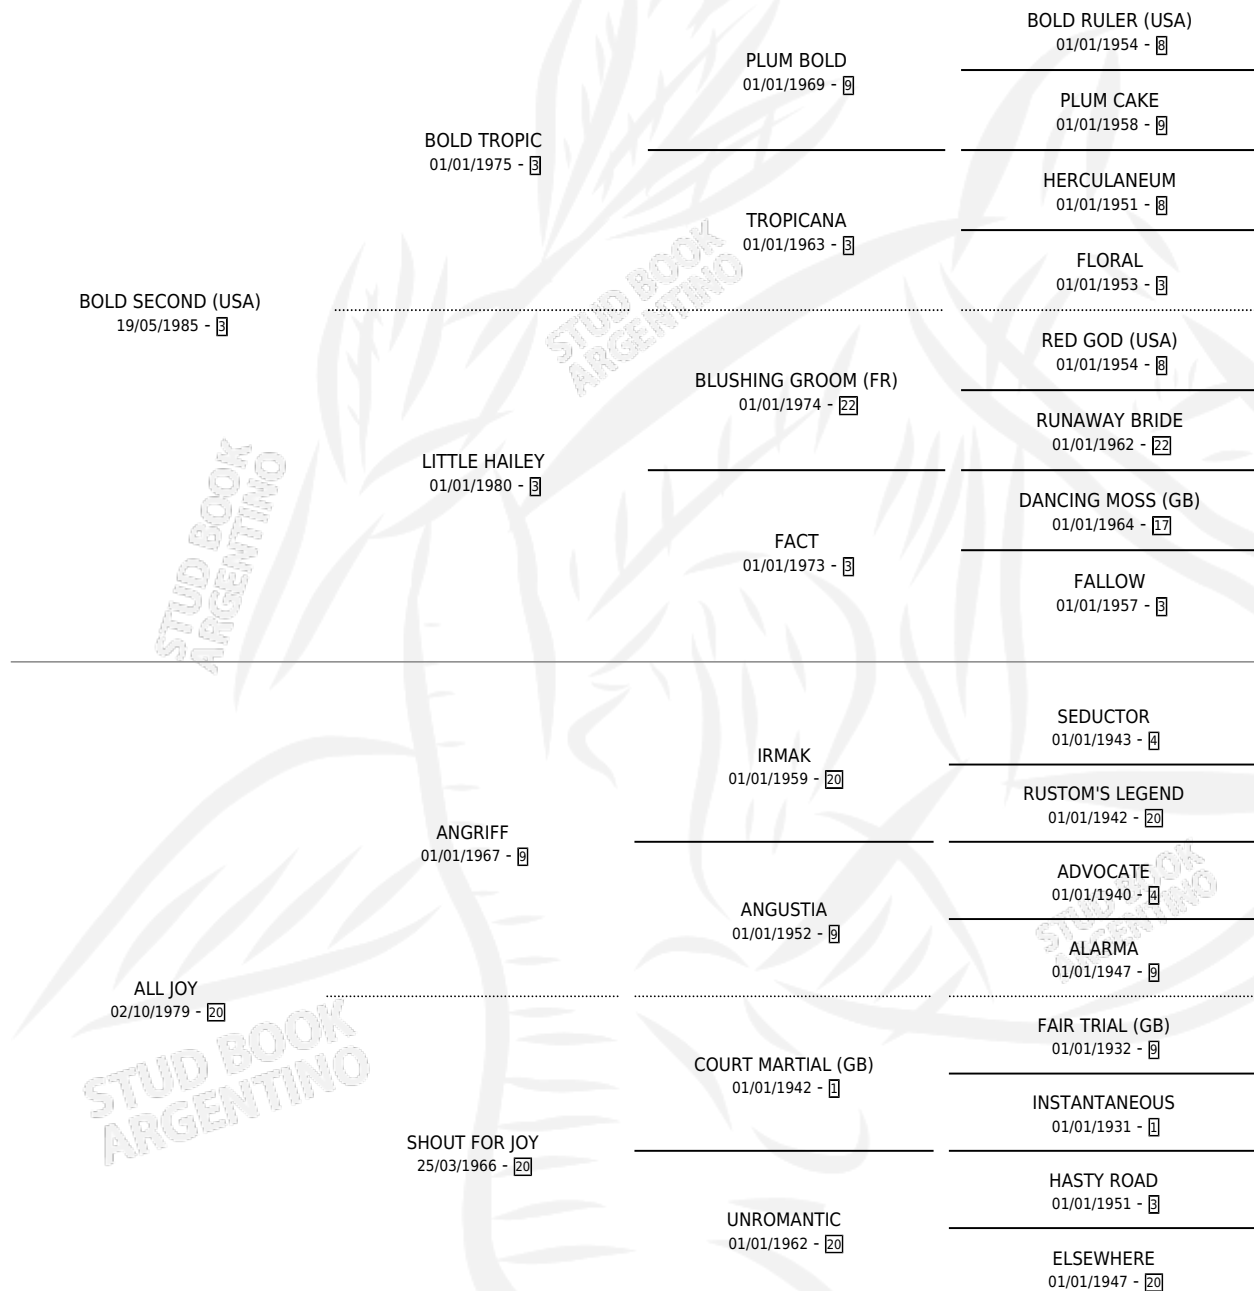 BOLD RULER (USA)
01/01/1954 - 8
PLUM BOLD
01/01/1969 - 9
PLUM CAKE
01/01/1958 - 9
BOLD TROPIC
01/01/1975 - 3
HERCULANEUM
01/01/1951 - 8
TROPICANA
01/01/1963 - 3
FLORAL
01/01/1953 - 3
BOLD SECOND (USA)
19/05/1985 - 3
RED GOD (USA)
01/01/1954 - 8
BLUSHING GROOM (FR)
01/01/1974 - 22
RUNAWAY BRIDE
01/01/1962 - 22
LITTLE HAILEY
01/01/1980 - 3
DANCING MOSS (GB)
01/01/1964 - 17
FACT
01/01/1973 - 3
FALLOW
01/01/1957 - 3
SEDUCTOR
01/01/1943 - 4
IRMAK
01/01/1959 - 20
RUSTOM'S LEGEND
01/01/1942 - 20
ANGRIFF
01/01/1967 - 9
ADVOCATE
01/01/1940 - 4
ANGUSTIA
01/01/1952 - 9
ALARMA
01/01/1947 - 9
ALL JOY
02/10/1979 - 20
FAIR TRIAL (GB)
01/01/1932 - 9
COURT MARTIAL (GB)
01/01/1942 - 1
INSTANTANEOUS
01/01/1931 - 1
SHOUT FOR JOY
25/03/1966 - 20
HASTY ROAD
01/01/1951 - 3
UNROMANTIC
01/01/1962 - 20
ELSEWHERE
01/01/1947 - 20
STUD BOOK
ARGENTINO
STUD BOOK
ARGENTINO
STUD BOOK
ARGENTINO
STUD BOOK
ARGENTINO